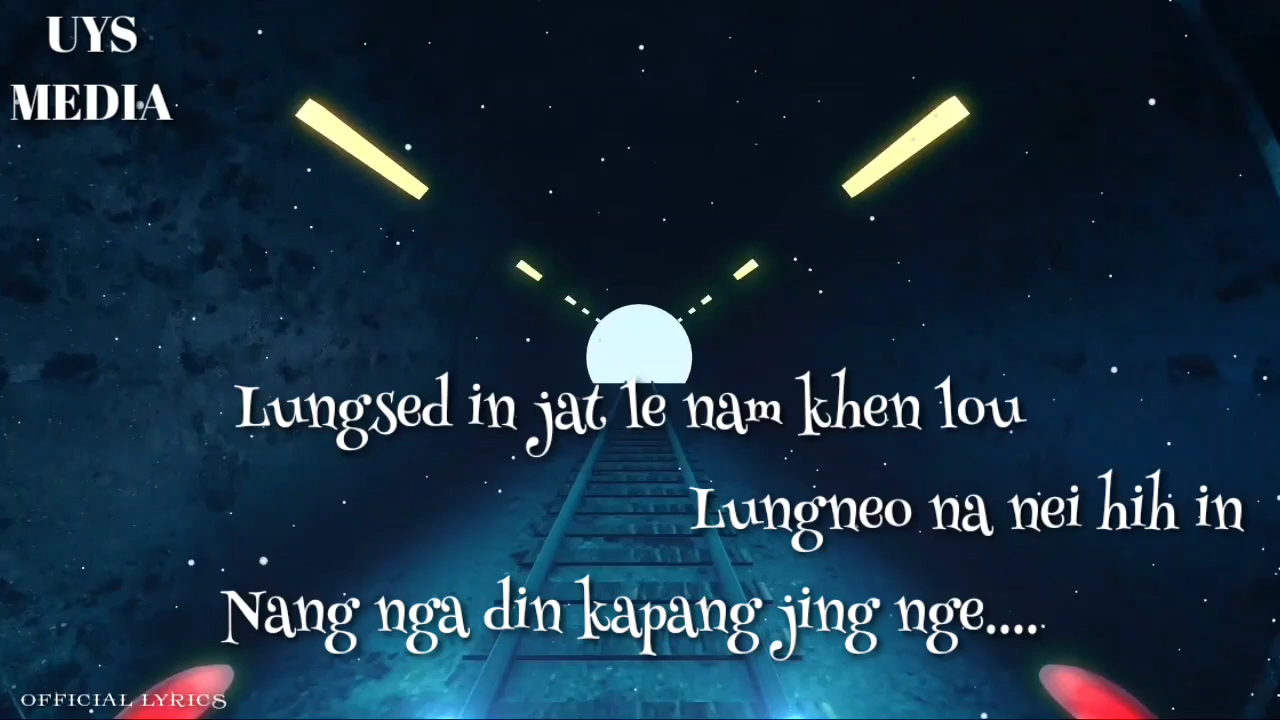 UYS
MEDIA
Lungsed in jat le nam khen lou
Lungneo na nei hih in
Nang nga din kapang jing nge....
OFFICIAL LYRICS